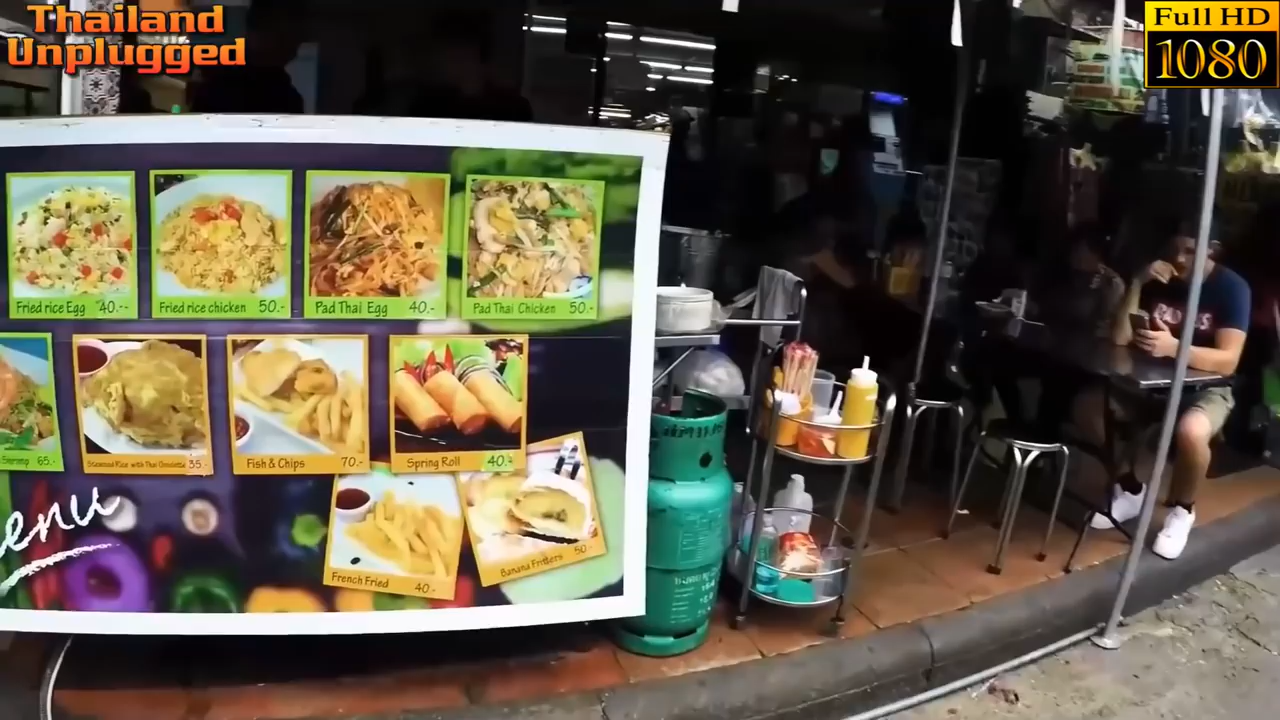 Thailand
Unplugged
Full HD
1080
Fried rice Egg 40.-
Fried rice chicken 50.-
Pad Thai Egg 40.-
Pad Thai Chicken 50.-
Shrimp 65.-
Steamed Rice with Thai Omelette 35.-
Fish & Chips 70.-
Spring Roll 40.-
enu
French Fried 40.-
Banana Fritters 50.-